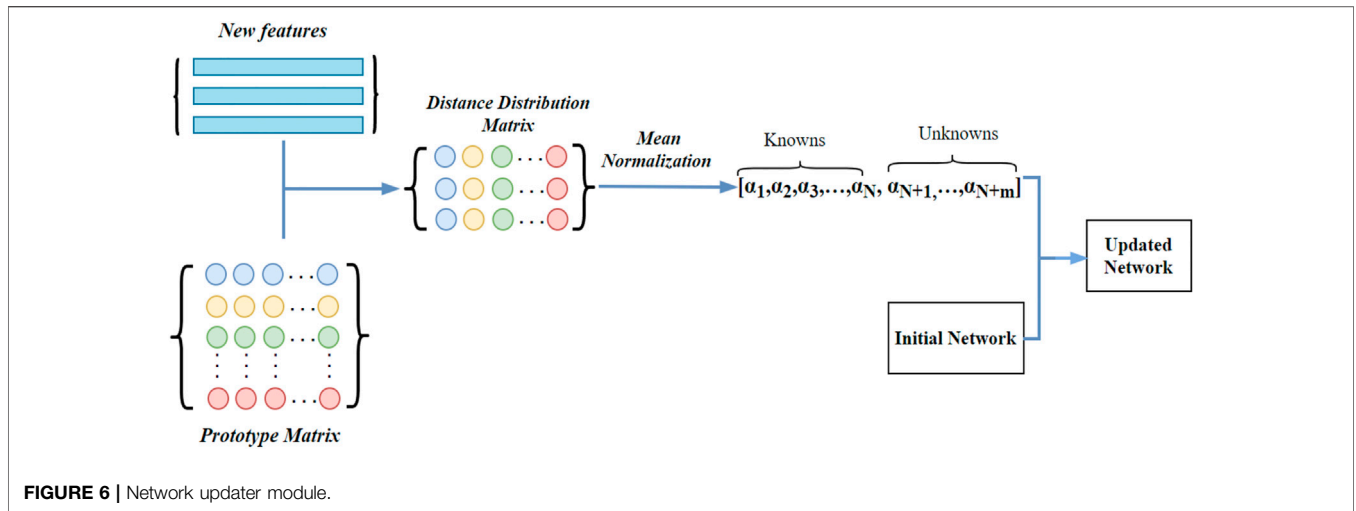 New features
Distance Distribution
Matrix
Mean
Normalization
Knowns
Unknowns
[α1,α2,α3,…,αN, αN+1,…,αN+m]
Updated
Network
Initial Network
Prototype Matrix
FIGURE 6 | Network updater module.